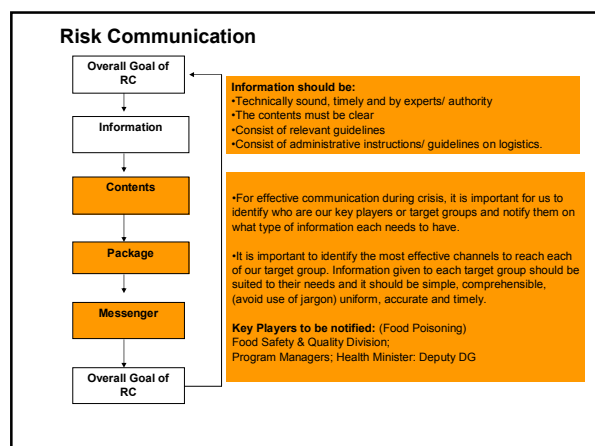 Risk Communication
Overall Goal of
RC
Information
Contents
Package
Messenger
Overall Goal of
RC
Information should be:
•Technically sound, timely and by experts/ authority
•The contents must be clear
•Consist of relevant guidelines
•Consist of administrative instructions/ guidelines on logistics.
•For effective communication during crisis, it is important for us to
identify who are our key players or target groups and notify them on
what type of information each needs to have.
•It is important to identify the most effective channels to reach each
of our target group. Information given to each target group should be
suited to their needs and it should be simple, comprehensible,
(avoid use of jargon) uniform, accurate and timely.
Key Players to be notified: (Food Poisoning)
Food Safety & Quality Division;
Program Managers; Health Minister: Deputy DG